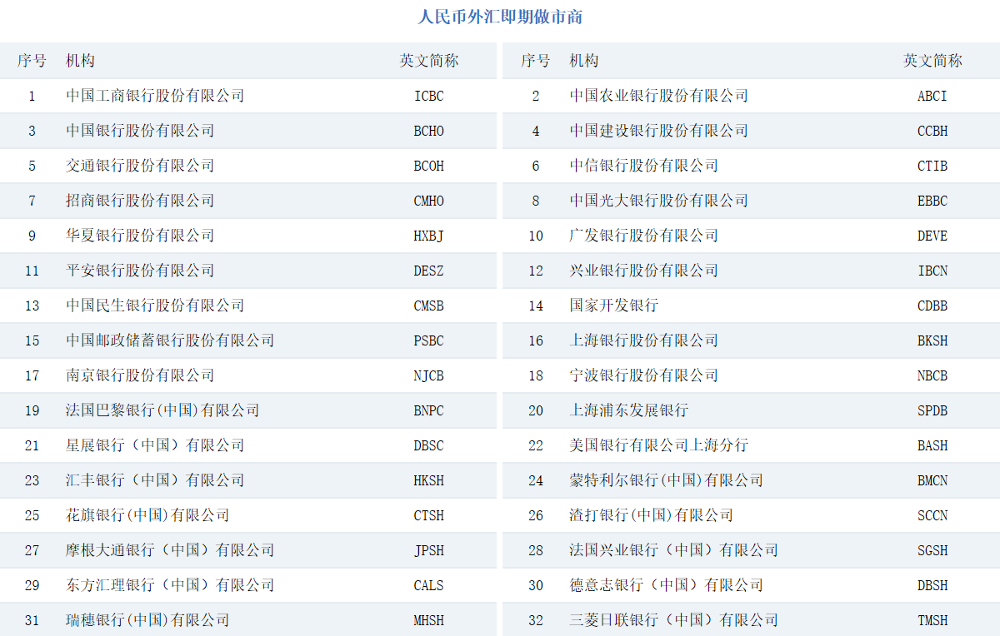 人民币外汇即期做市商
序号 机构 英文简称 序号 机构 英文简称
1 中国工商银行股份有限公司 ICBC 2 中国农业银行股份有限公司 ABCI
3 中国银行股份有限公司 BCHO 4 中国建设银行股份有限公司 CCBH
5 交通银行股份有限公司 BCOH 6 中信银行股份有限公司 CTIB
7 招商银行股份有限公司 CMHO 8 中国光大银行股份有限公司 EBBC
9 华夏银行股份有限公司 HXBJ 10 广发银行股份有限公司 DEVE
11 平安银行股份有限公司 DESZ 12 兴业银行股份有限公司 IBCN
13 中国民生银行股份有限公司 CMSB 14 国家开发银行 CDBB
15 中国邮政储蓄银行股份有限公司 PSBC 16 上海银行股份有限公司 BKSH
17 南京银行股份有限公司 NJCB 18 宁波银行股份有限公司 NBCB
19 法国巴黎银行(中国)有限公司 BNPC 20 上海浦东发展银行 SPDB
21 星展银行（中国）有限公司 DBSC 22 美国银行有限公司上海分行 BASH
23 汇丰银行（中国）有限公司 HKSH 24 蒙特利尔银行(中国)有限公司 BMCN
25 花旗银行(中国)有限公司 CTSH 26 渣打银行(中国)有限公司 SCCN
27 摩根大通银行（中国）有限公司 JPSH 28 法国兴业银行（中国）有限公司 SGSH
29 东方汇理银行（中国）有限公司 CALS 30 德意志银行（中国）有限公司 DBSH
31 瑞穗银行(中国)有限公司 MHSH 32 三菱日联银行（中国）有限公司 TMSH